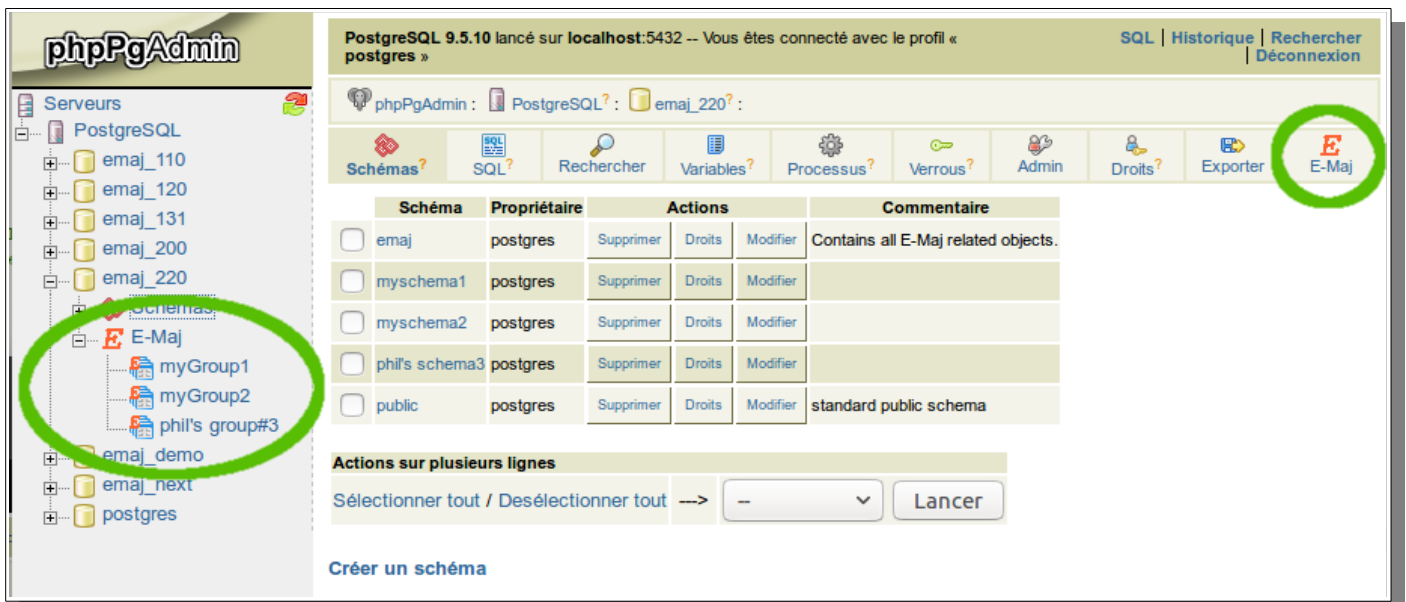 phpPgAdmin
Serveurs
PostgreSQL
emaj_110
emaj_120
emaj_131
emaj_200
emaj_220
Schémas
E-Maj
myGroup1
myGroup2
phil's group#3
emaj_demo
emaj_next
postgres
PostgreSQL 9.5.10 lancé sur localhost:5432 -- Vous êtes connecté avec le profil «
postgres »
SQL | Historique | Rechercher
| Déconnexion
phpPgAdmin : PostgreSQL? : emaj_220? :
Schémas? SQL? Rechercher Variables? Processus? Verrous? Admin Droits? Exporter E-Maj
Schéma Propriétaire Actions Commentaire
emaj postgres Supprimer Droits Modifier Contains all E-Maj related objects.
myschema1 postgres Supprimer Droits Modifier
myschema2 postgres Supprimer Droits Modifier
phil's schema3 postgres Supprimer Droits Modifier
public postgres Supprimer Droits Modifier standard public schema
Actions sur plusieurs lignes
Sélectionner tout / Desélectionner tout ---> -- Lancer
Créer un schéma